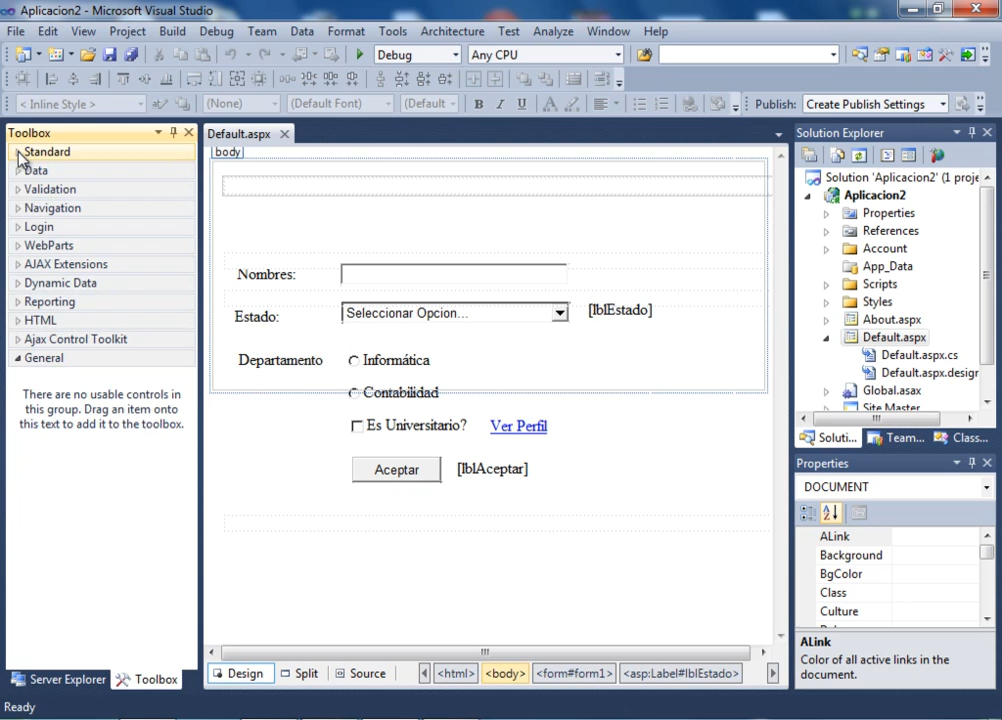 Aplicacion2 - Microsoft Visual Studio
File Edit View Project Build Debug Team Data Format Tools Architecture Test Analyze Window Help
Debug Any CPU
< Inline Style > (None) (Default Font) (Default B I U A Publish: Create Publish Settings
Toolbox
Standard
Data
Validation
Navigation
Login
WebParts
AJAX Extensions
Dynamic Data
Reporting
HTML
Ajax Control Toolkit
General
There are no usable controls in
this group. Drag an item onto
this text to add it to the toolbox.
Server Explorer Toolbox
Default.aspx
body
Nombres:
Estado: Seleccionar Opcion... [lblEstado]
Departamento Informática
Contabilidad
Es Universitario? Ver Perfil
Aceptar [lblAceptar]
Design Split Source <html> <body> <form#form1> <asp:Label#lblEstado>
Solution Explorer
Solution 'Aplicacion2' (1 proje
Aplicacion2
Properties
References
Account
App_Data
Scripts
Styles
About.aspx
Default.aspx
Default.aspx.cs
Default.aspx.design
Global.asax
Site Master
Soluti... Team... Class...
Properties
DOCUMENT
ALink
Background
BgColor
Class
Culture
ALink
Color of all active links in the
document.
Ready